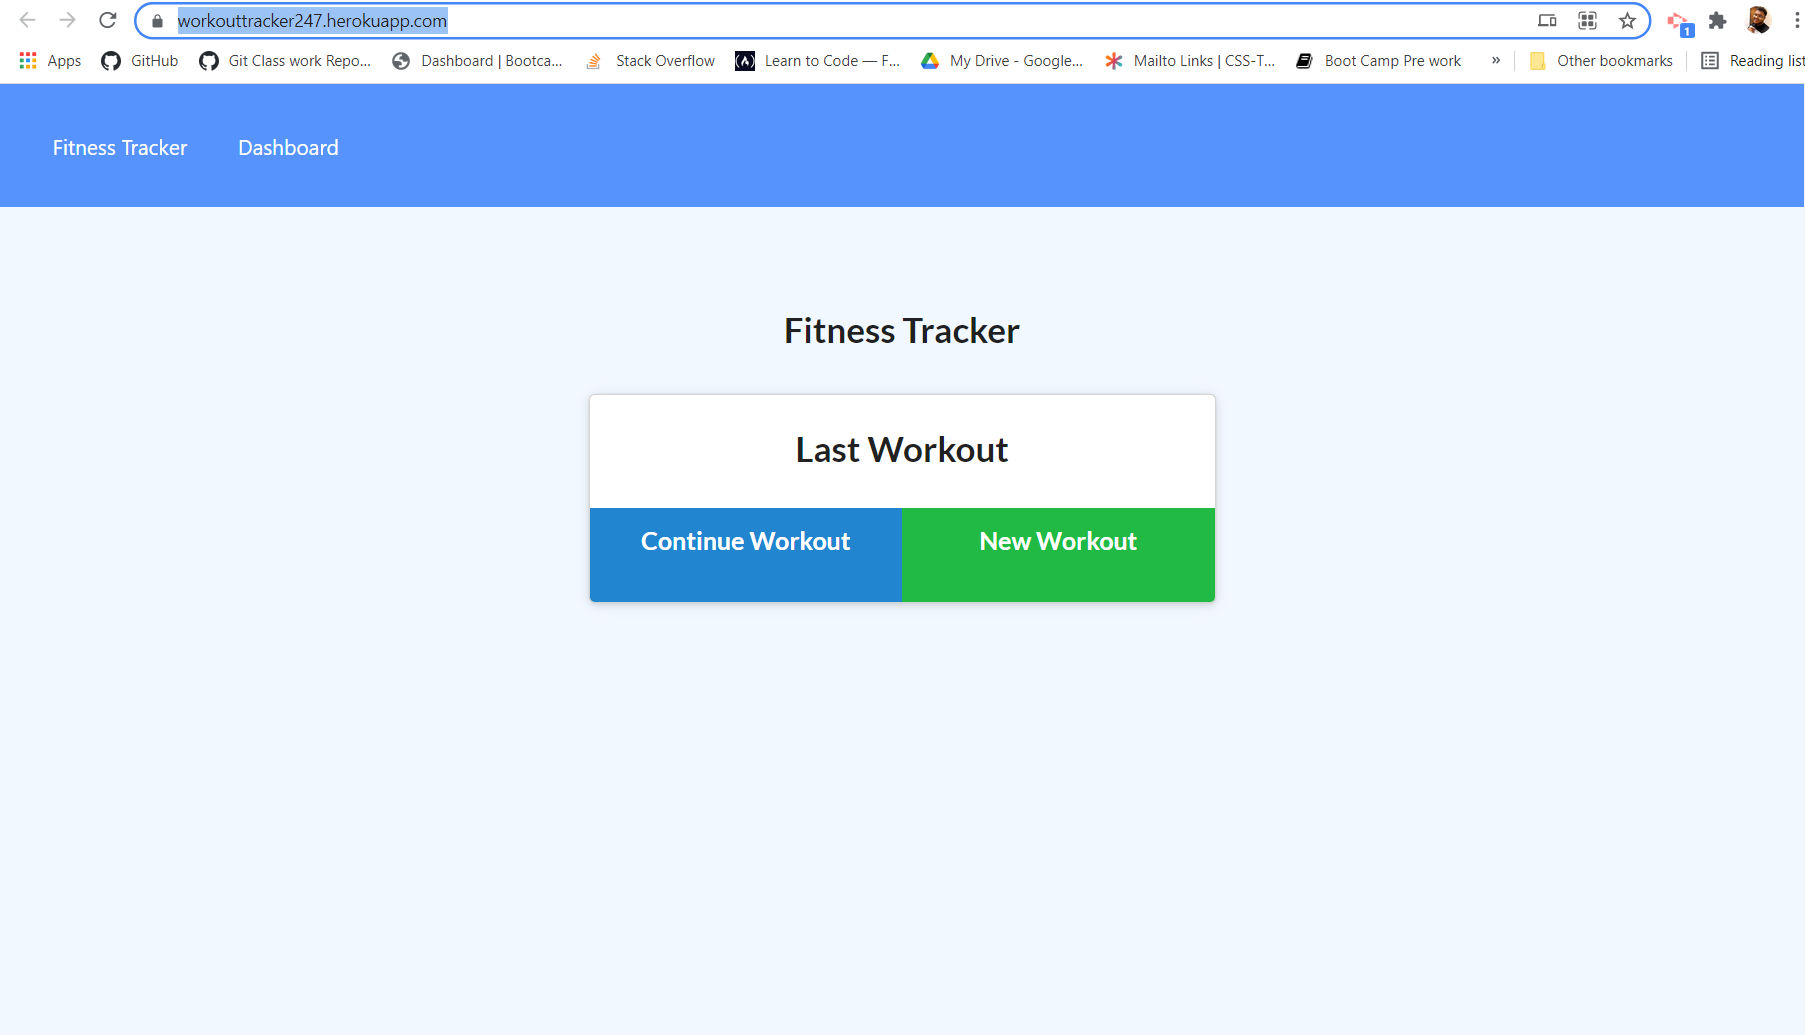 workouttracker247.herokuapp.com
1
Apps GitHub Git Class work Repo... Dashboard | Bootca... Stack Overflow (A) Learn to Code — F... My Drive - Google... Mailto Links | CSS-T... Boot Camp Pre work » Other bookmarks Reading list
Fitness Tracker Dashboard
Fitness Tracker
Last Workout
Continue Workout New Workout